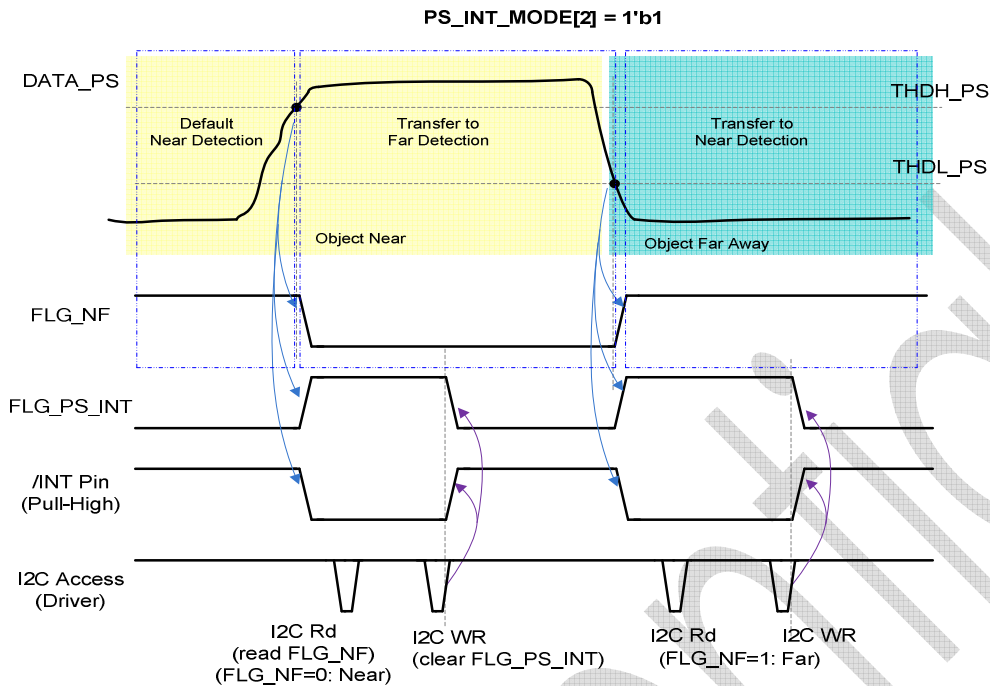 PS_INT_MODE[2] = 1'b1
DATA_PS
THDH_PS
Default
Near Detection
Transfer to
Far Detection
Transfer to
Near Detection
THDL_PS
Object Near
Object Far Away
FLG_NF
FLG_PS_INT
/INT Pin
(Pull-High)
I2C Access
(Driver)
I2C Rd
(read FLG_NF)
(FLG_NF=0: Near)
I2C WR
(clear FLG_PS_INT)
I2C Rd
(FLG_NF=1: Far)
I2C WR